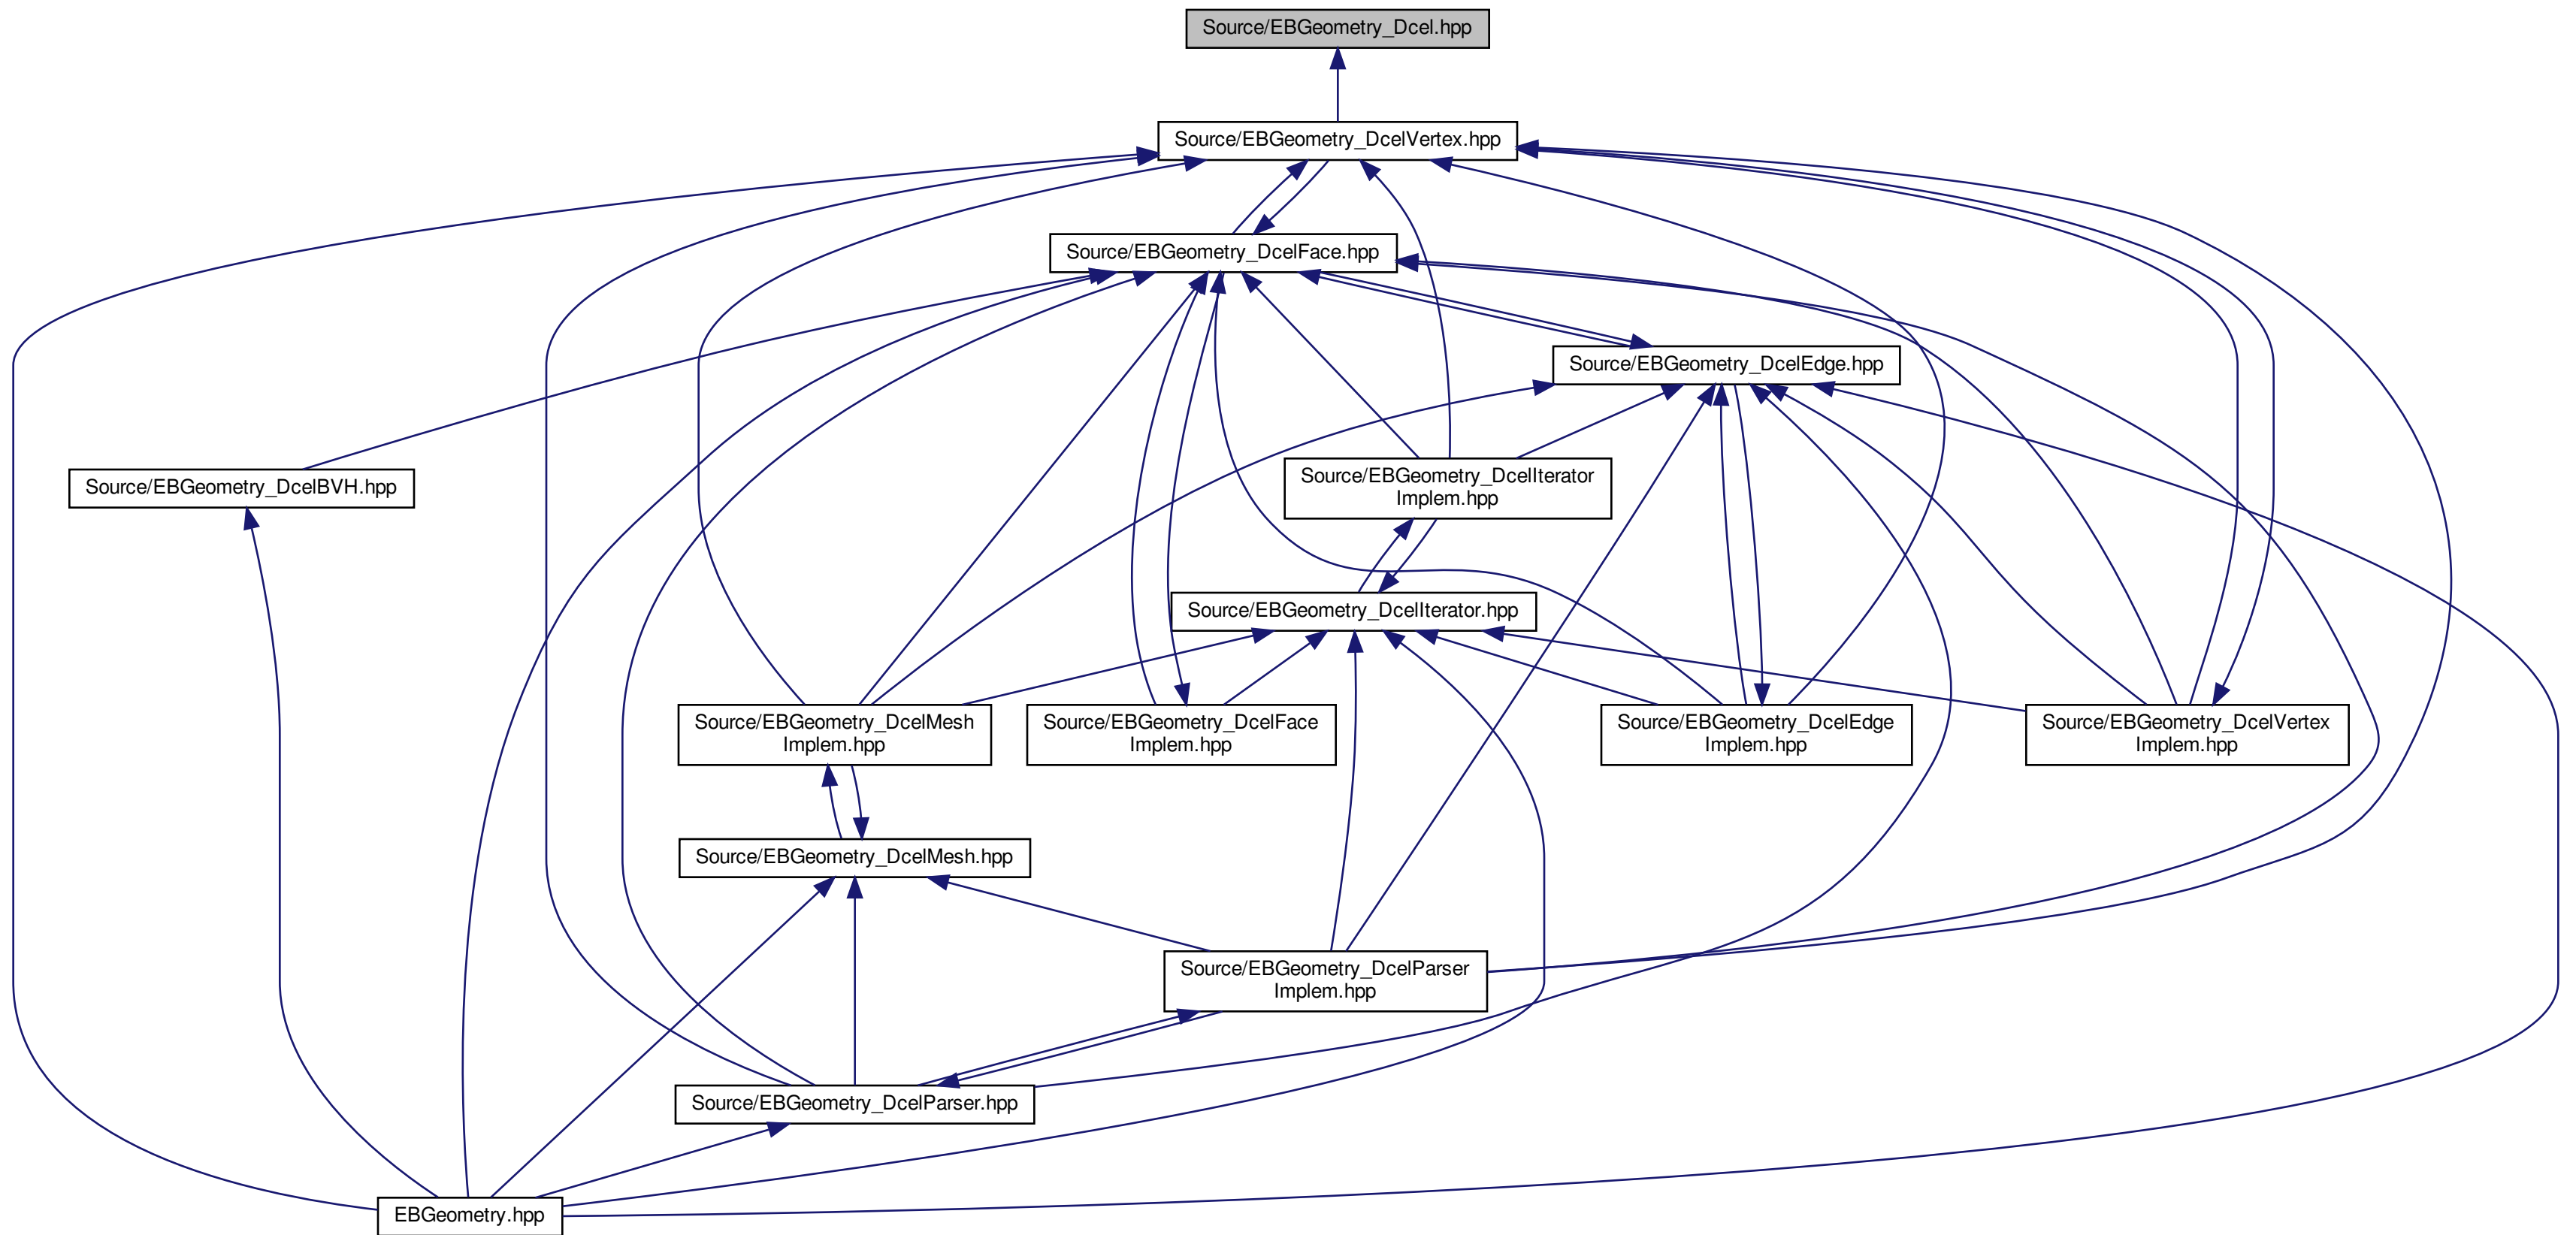 Source/EBGeometry_Dcel.hpp
Source/EBGeometry_DcelVertex.hpp
Source/EBGeometry_DcelFace.hpp
Source/EBGeometry_DcelEdge.hpp
Source/EBGeometry_DcelBVH.hpp
Source/EBGeometry_DcelIterator
Implem.hpp
Source/EBGeometry_DcelIterator.hpp
Source/EBGeometry_DcelMesh
Implem.hpp
Source/EBGeometry_DcelFace
Implem.hpp
Source/EBGeometry_DcelEdge
Implem.hpp
Source/EBGeometry_DcelVertex
Implem.hpp
Source/EBGeometry_DcelMesh.hpp
Source/EBGeometry_DcelParser
Implem.hpp
Source/EBGeometry_DcelParser.hpp
EBGeometry.hpp